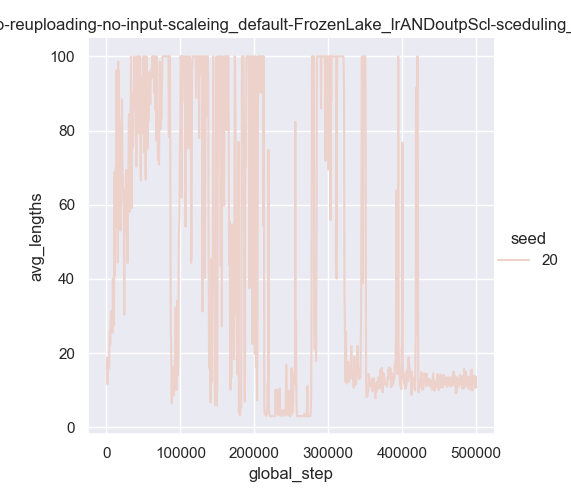 o-reuploading-no-input-scaleing_default-FrozenLake_lrANDoutpScl-sceduling_
100
80
60
40
20
0
avg_lengths
0 100000 200000 300000 400000 500000
global_step
seed
20